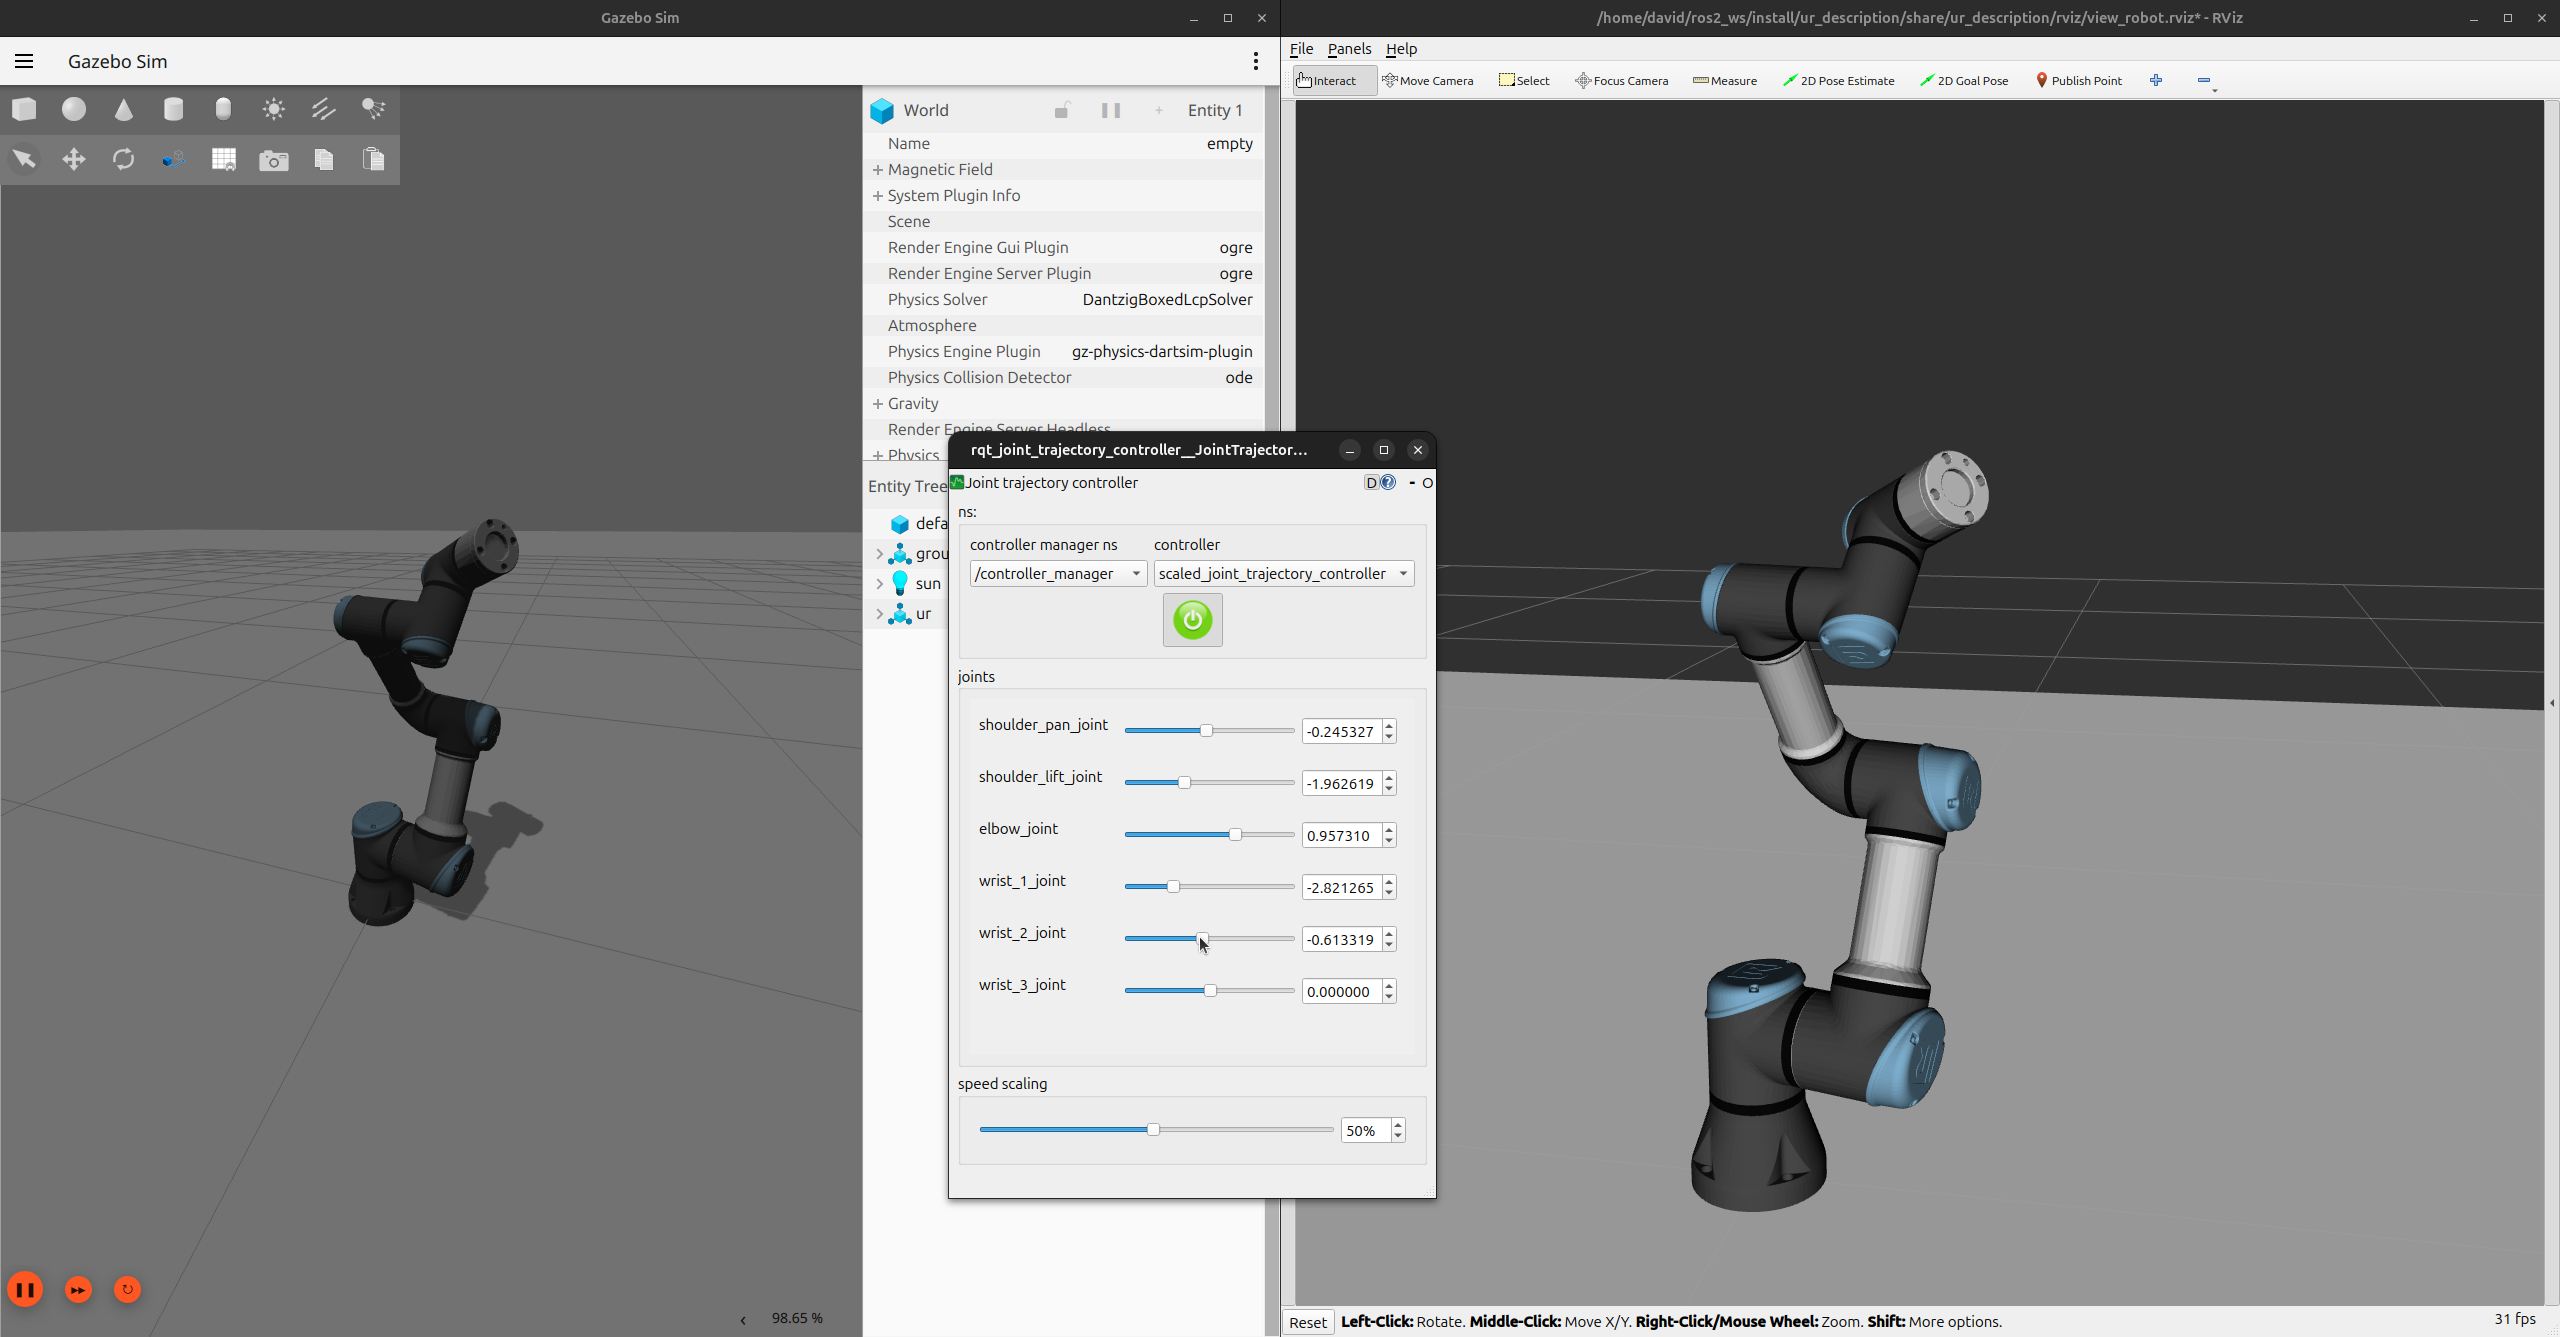 Gazebo Sim
Gazebo Sim
World
Entity 1
Name empty
Magnetic Field
System Plugin Info
Scene
Render Engine Gui Plugin ogre
Render Engine Server Plugin ogre
Physics Solver DantzigBoxedLcpSolver
Atmosphere
Physics Engine Plugin gz-physics-dartsim-plugin
Physics Collision Detector ode
Gravity
Render Engine Server Headless
Physics
Entity Tree
defa
grou
sun
ur
98.65 %
rqt_joint_trajectory_controller__JointTrajector...
Joint trajectory controller
D - O
ns:
controller manager ns controller
/controller_manager scaled_joint_trajectory_controller
joints
shoulder_pan_joint -0.245327
shoulder_lift_joint -1.962619
elbow_joint 0.957310
wrist_1_joint -2.821265
wrist_2_joint -0.613319
wrist_3_joint 0.000000
speed scaling
50%
/home/david/ros2_ws/install/ur_description/share/ur_description/rviz/view_robot.rviz* - RViz
File Panels Help
Interact Move Camera Select Focus Camera Measure 2D Pose Estimate 2D Goal Pose Publish Point
Reset Left-Click: Rotate. Middle-Click: Move X/Y. Right-Click/Mouse Wheel: Zoom. Shift: More options.
31 fps